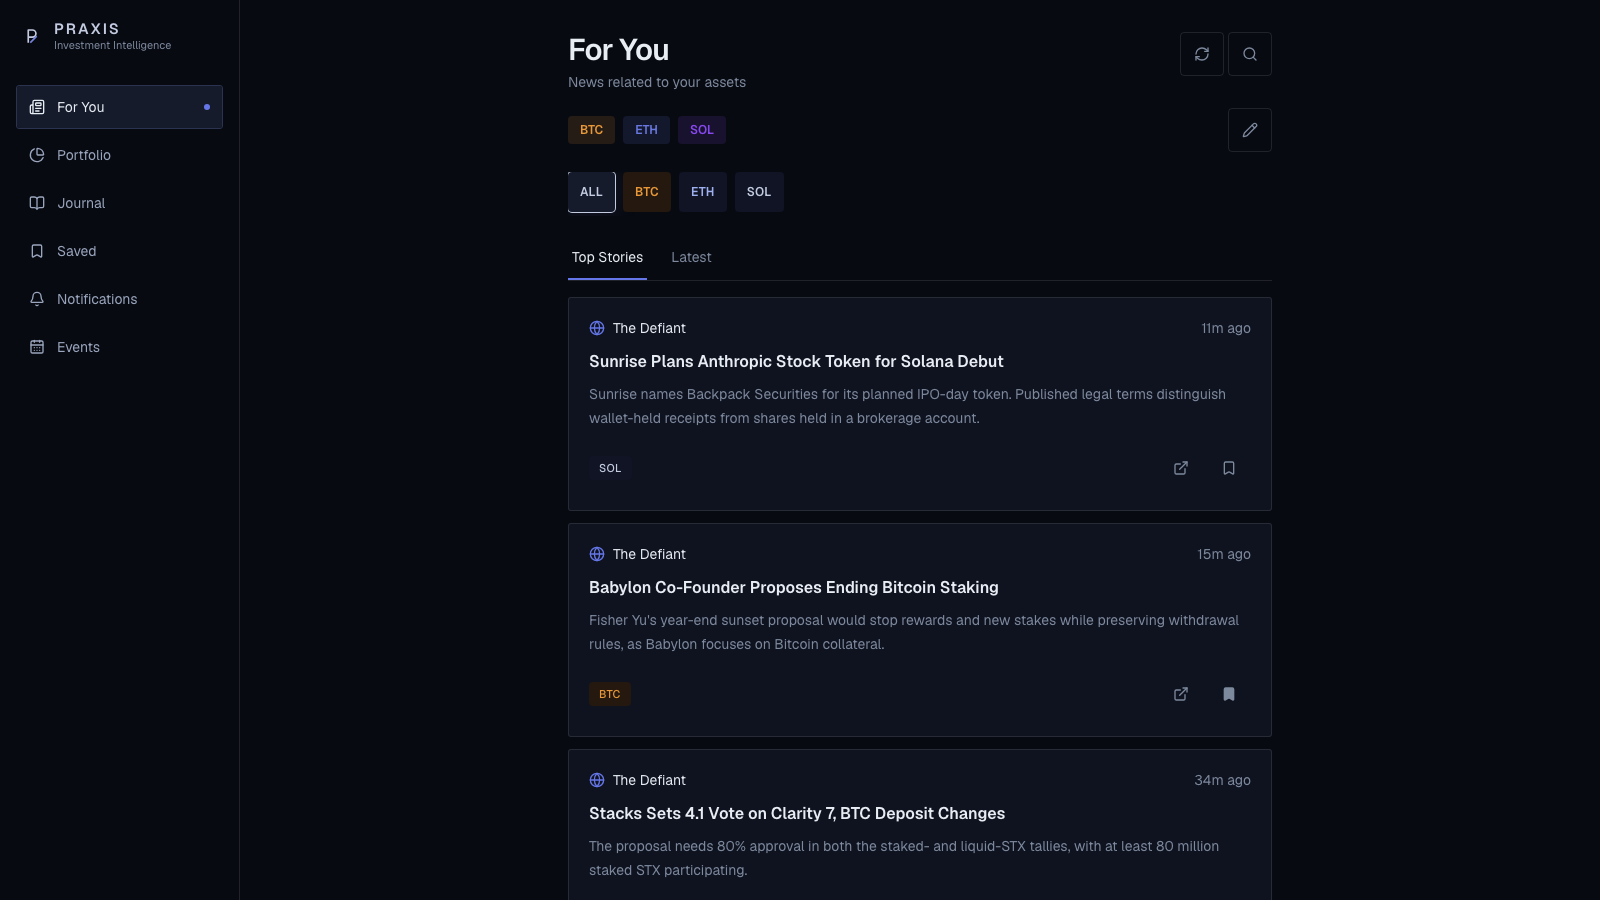 PRAXIS
Investment Intelligence
For You
Portfolio
Journal
Saved
Notifications
Events
For You
News related to your assets
BTC ETH SOL
ALL BTC ETH SOL
Top Stories Latest
The Defiant 11m ago
Sunrise Plans Anthropic Stock Token for Solana Debut
Sunrise names Backpack Securities for its planned IPO-day token. Published legal terms distinguish
wallet-held receipts from shares held in a brokerage account.
SOL
The Defiant 15m ago
Babylon Co-Founder Proposes Ending Bitcoin Staking
Fisher Yu's year-end sunset proposal would stop rewards and new stakes while preserving withdrawal
rules, as Babylon focuses on Bitcoin collateral.
BTC
The Defiant 34m ago
Stacks Sets 4.1 Vote on Clarity 7, BTC Deposit Changes
The proposal needs 80% approval in both the staked- and liquid-STX tallies, with at least 80 million
staked STX participating.